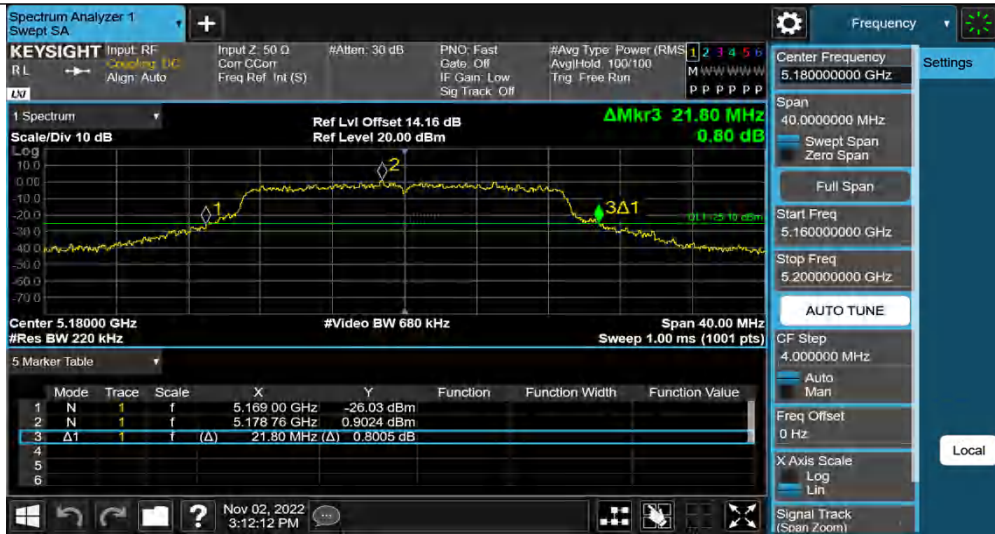 Spectrum Analyzer 1
Swept SA
+
Frequency
KEYSIGHT
RL
LXI
Input: RF
Coupling: DC
Align: Auto
Input Z: 50 Ω
Corr CCorr
Freq Ref: Int (S)
#Atten: 30 dB
PNO: Fast
Gate: Off
IF Gain: Low
Sig Track: Off
#Avg Type: Power (RMS
Avg|Hold: 100/100
Trig: Free Run
1 2 3 4 5 6
M W W W W W
P P P P P P
1 Spectrum
Scale/Div 10 dB
Ref Lvl Offset 14.16 dB
Ref Level 20.00 dBm
ΔMkr3 21.80 MHz
0.80 dB
Log
10.0
0.00
-10.0
-20.0
-30.0
-40.0
-50.0
-60.0
-70.0
1
2
3Δ1
DL1 -25.10 dBm
Center 5.18000 GHz
#Res BW 220 kHz
#Video BW 680 kHz
Span 40.00 MHz
Sweep 1.00 ms (1001 pts)
5 Marker Table
Mode Trace Scale X Y Function Function Width Function Value
1 N 1 f 5.169 00 GHz -26.03 dBm
2 N 1 f 5.178 76 GHz 0.9024 dBm
3 Δ1 1 f (Δ) 21.80 MHz (Δ) 0.8005 dB
4
5
6
?
Nov 02, 2022
3:12:12 PM
Center Frequency
5.180000000 GHz
Span
40.0000000 MHz
Swept Span
Zero Span
Full Span
Start Freq
5.160000000 GHz
Stop Freq
5.200000000 GHz
AUTO TUNE
CF Step
4.000000 MHz
Auto
Man
Freq Offset
0 Hz
X Axis Scale
Log
Lin
Signal Track
(Span Zoom)
Settings
Local